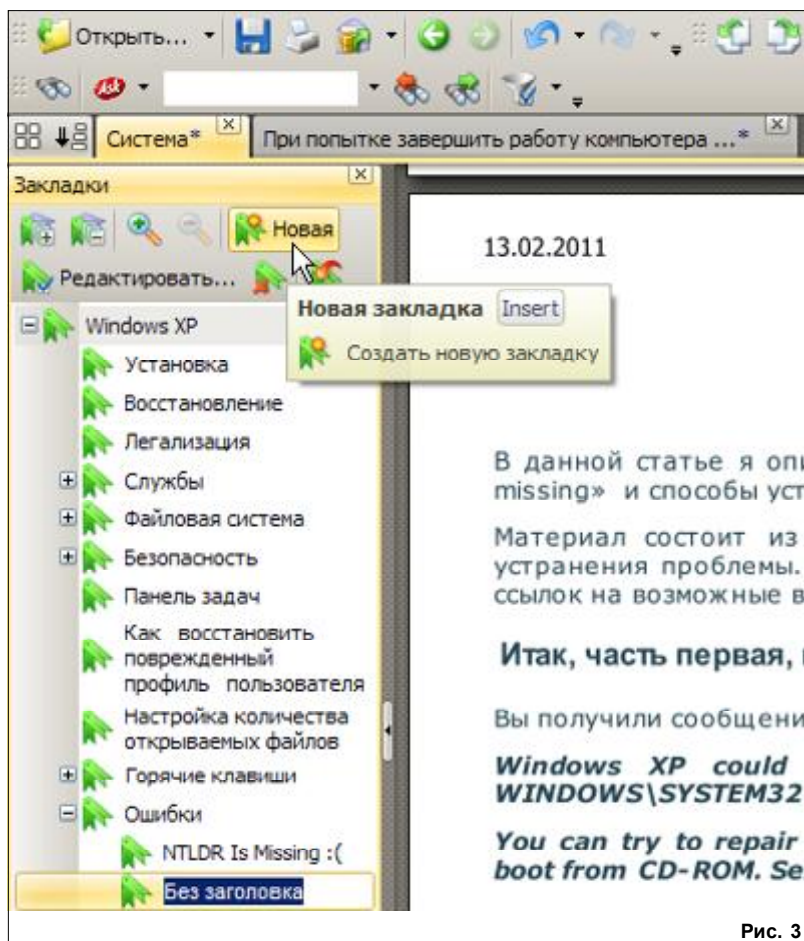 Открыть...
Ask
Система*
При попытке завершить работу компьютера ...*
Закладки
Новая
Редактировать...
Новая закладка Insert
Создать новую закладку
Windows XP
Установка
Восстановление
Легализация
Службы
Файловая система
Безопасность
Панель задач
Как восстановить
поврежденный
профиль пользователя
Настройка количества
открываемых файлов
Горячие клавиши
Ошибки
NTLDR Is Missing :(
Без заголовка
13.02.2011
В данной статье я
missing» и способы
Материал состоит из
устранения проблемы.
ссылок на возможные
Итак, часть первая,
Вы получили
Windows XP could
WINDOWS\SYSTEM32
You can try to repair
boot from CD-ROM.
Рис. 3